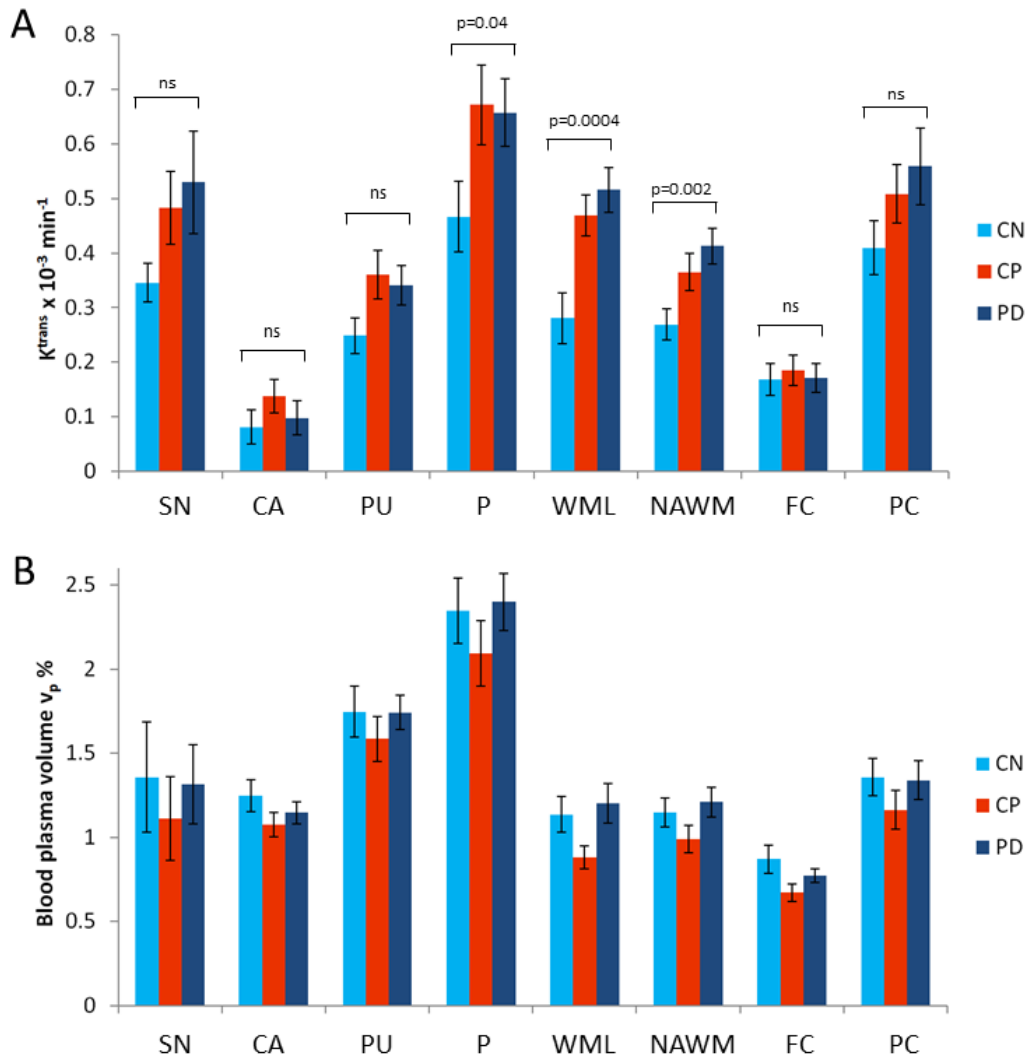 A
0.8
0.7
0.6
0.5
0.4
0.3
0.2
0.1
0
K^trans x 10^-3 min^-1
ns
ns
ns
p=0.04
p=0.0004
p=0.002
ns
ns
CN
CP
PD
SN CA PU P WML NAWM FC PC
B
2.5
2
1.5
1
0.5
0
Blood plasma volume v_p %
CN
CP
PD
SN CA PU P WML NAWM FC PC